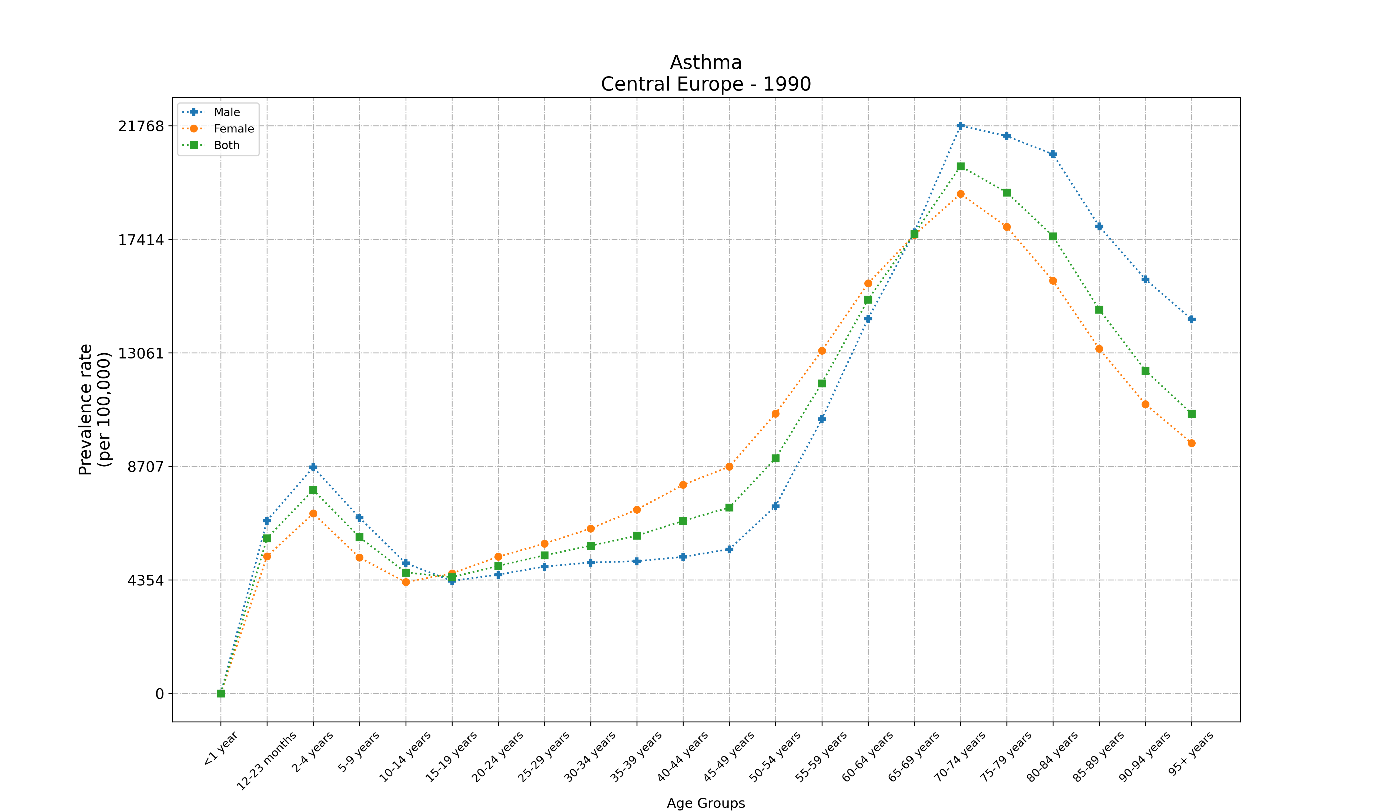 Asthma
Central Europe - 1990
Male
Female
Both
21768
17414
13061
8707
4354
0
Prevalence rate
(per 100,000)
<1 year
12-23 months
2-4 years
5-9 years
10-14 years
15-19 years
20-24 years
25-29 years
30-34 years
35-39 years
40-44 years
45-49 years
50-54 years
55-59 years
60-64 years
65-69 years
70-74 years
75-79 years
80-84 years
85-89 years
90-94 years
95+ years
Age Groups